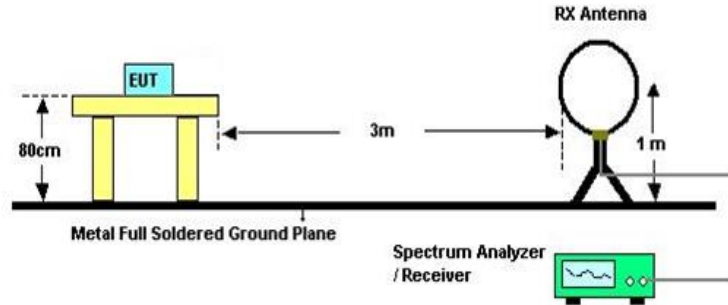 RX Antenna
EUT
80cm
3m
1 m
Metal Full Soldered Ground Plane
Spectrum Analyzer
/ Receiver